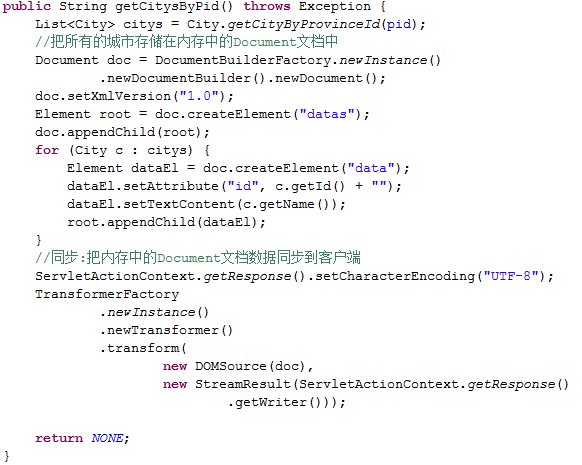 public String getCitysByPid() throws Exception {
    List<City> citys = City.getCityByProvinceId(pid);
    //把所有的城市存储在内存中的Document文档中
    Document doc = DocumentBuilderFactory.newInstance()
            .newDocumentBuilder().newDocument();
    doc.setXmlVersion("1.0");
    Element root = doc.createElement("datas");
    doc.appendChild(root);
    for (City c : citys) {
        Element dataEl = doc.createElement("data");
        dataEl.setAttribute("id", c.getId() + "");
        dataEl.setTextContent(c.getName());
        root.appendChild(dataEl);
    }
    //同步:把内存中的Document文档数据同步到客户端
    ServletActionContext.getResponse().setCharacterEncoding("UTF-8");
    TransformerFactory
            .newInstance()
            .newTransformer()
            .transform(
                    new DOMSource(doc),
                    new StreamResult(ServletActionContext.getResponse()
                            .getWriter()));
    return NONE;
}